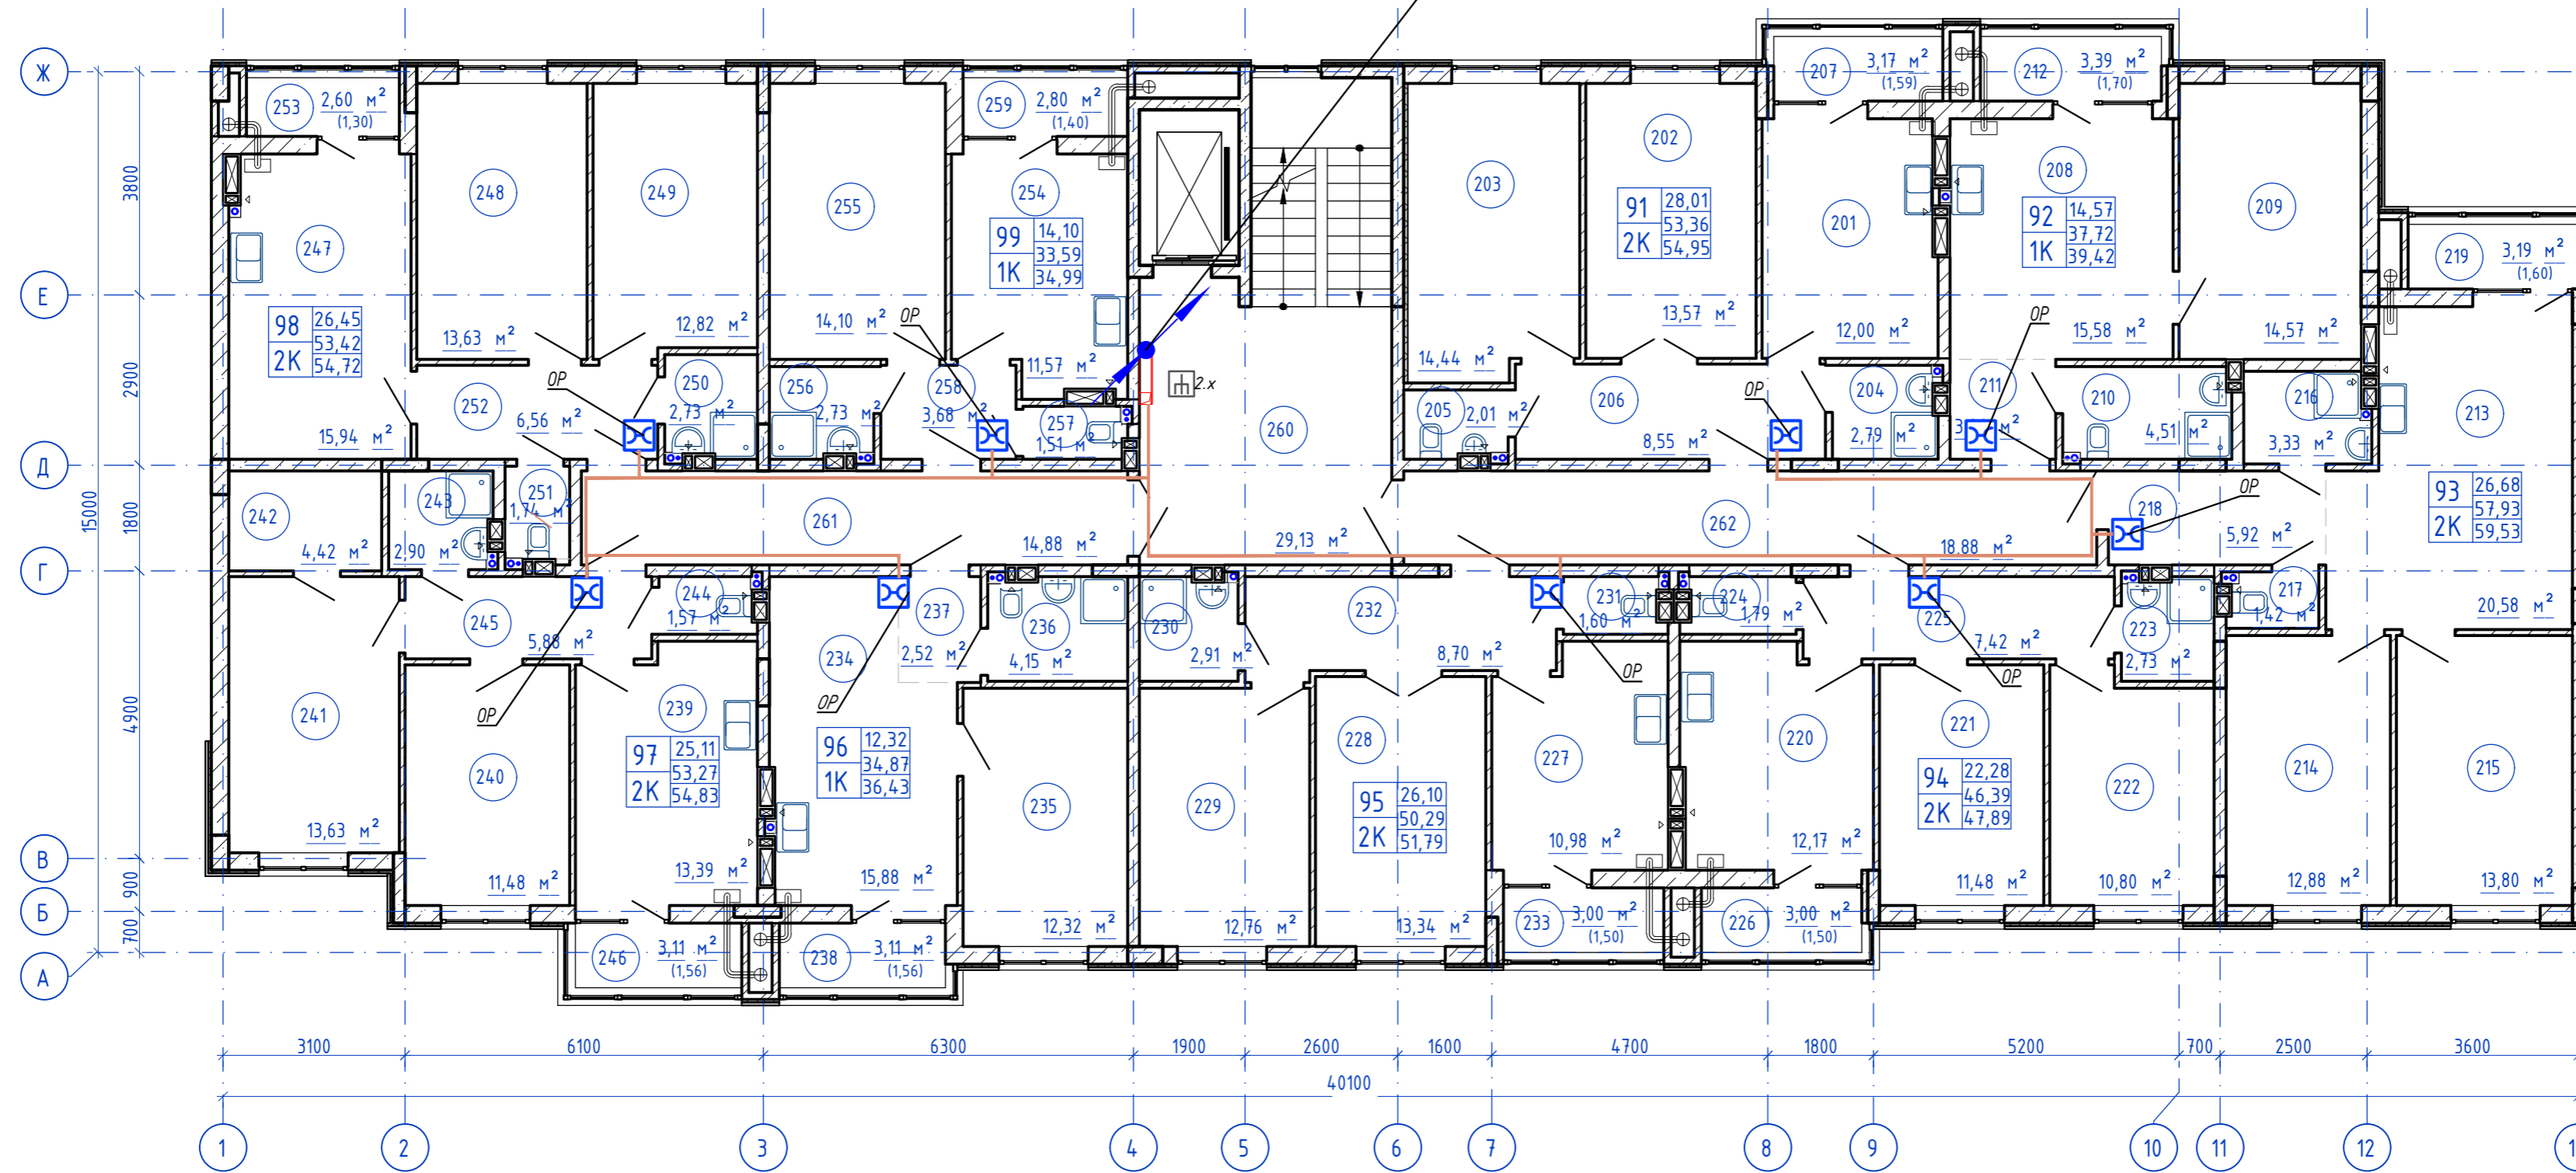 Ж
Е
Д
Г
В
Б
А
3800
2900
1800
4900
900
700
15000
253
2,60 м²
(1,30)
248
249
255
259
2,80 м²
(1,40)
254
99 14,10
1К 33,59
34,99
247
98 26,45
2К 53,42
54,72
13,63 м²
12,82 м²
14,10 м²
ОР
11,57 м²
15,94 м²
252
6,56 м²
ОР
250
2,73 м²
256
2,73 м²
258
3,68 м²
257
1,51 м²
2.х
260
203
202
91 28,01
2К 53,36
54,95
14,44 м²
13,57 м²
207
3,17 м²
(1,59)
212
3,39 м²
(1,70)
201
208
92 14,57
1К 37,72
39,42
209
12,00 м²
15,58 м²
ОР
14,57 м²
219
3,19 м²
(1,60)
205
2,01 м²
206
8,55 м²
ОР
204
2,79 м²
211
210
4,51 м²
216
3,33 м²
213
242
4,42 м²
243
2,90 м²
251
1,74 м²
261
14,88 м²
29,13 м²
262
18.88 м²
218
ОР
5,92 м²
93 26,68
2К 57,93
59,53
245
5,88 м²
244
1,57 м²
237
2,52 м²
234
236
4,15 м²
230
2,91 м²
232
8,70 м²
231
1,60 м²
224
1,79 м²
225
7,42 м²
223
2,73 м²
217
1,42 м²
20,58 м²
ОР
ОР
ОР
ОР
241
13,63 м²
240
11,48 м²
239
97 25,11
2К 53,27
54,83
13,39 м²
96 12,32
1К 34,87
36,43
15,88 м²
235
12,32 м²
229
12,76 м²
228
95 26,10
2К 50,29
51,79
13,34 м²
227
10,98 м²
220
12,17 м²
221
94 22,28
2К 46,39
47,89
11,48 м²
222
10,80 м²
214
12,88 м²
215
13,80 м²
246
3,11 м²
(1,56)
238
3,11 м²
(1,56)
233
3,00 м²
(1,50)
226
3,00 м²
(1,50)
3100
6100
6300
1900
2600
1600
4700
1800
5200
700
2500
3600
40100
1
2
3
4
5
6
7
8
9
10
11
12